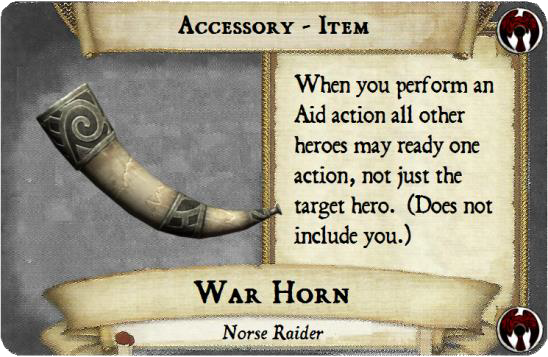 Accessory - Item
When you perform an
Aid action all other
heroes may ready one
action, not just the
target hero.  (Does not
include you.)
War Horn
Norse Raider